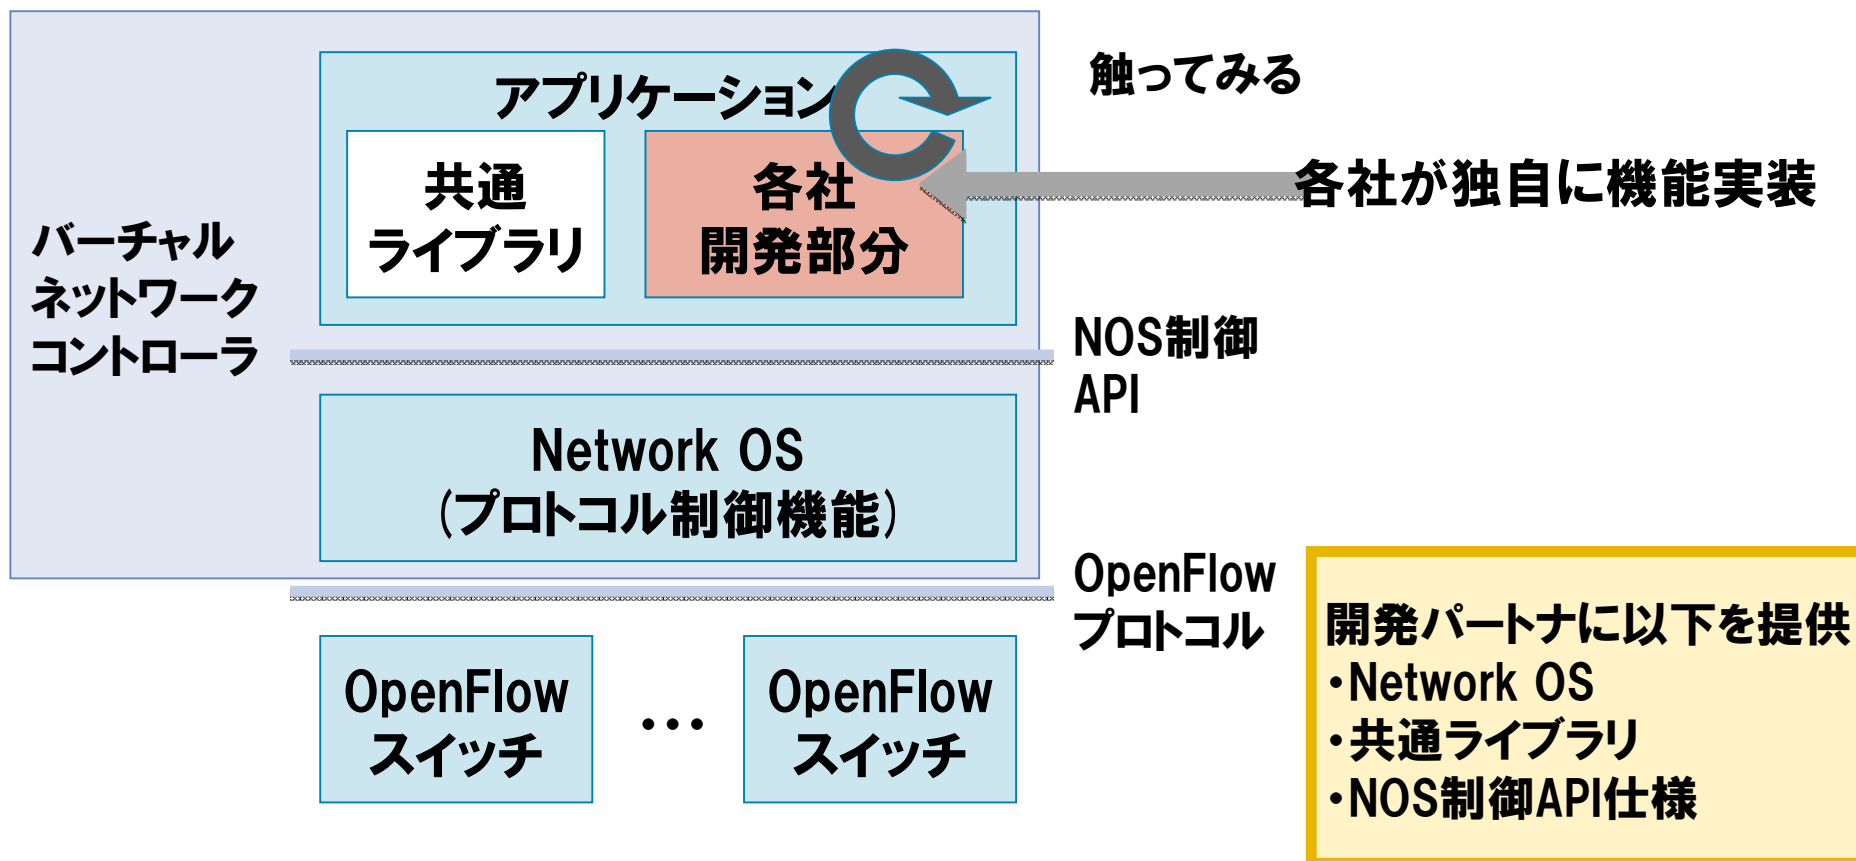 触ってみる
アプリケーション
共通
ライブラリ
各社
開発部分
各社が独自に機能実装
バーチャル
ネットワーク
コントローラ
NOS制御
API
Network OS
(プロトコル制御機能)
OpenFlow
プロトコル
OpenFlow
スイッチ
･･･
OpenFlow
スイッチ
開発パートナに以下を提供
・Network OS
・共通ライブラリ
・NOS制御API仕様